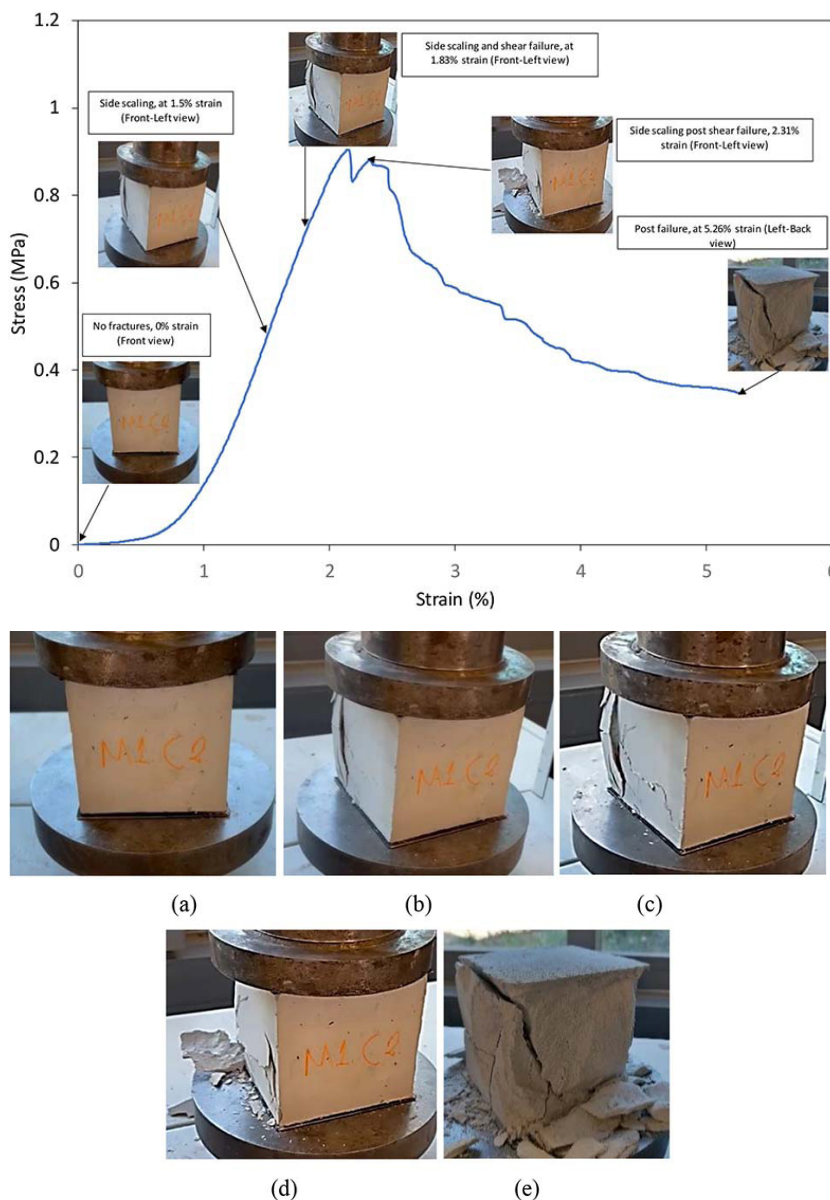 1.2
Side scaling and shear failure, at
1.83% strain (Front-Left view)
1
Side scaling, at 1.5% strain
(Front-Left view)
M1C2
Side scaling post shear failure, 2.31%
strain (Front-Left view)
M1C2
0.8
M1C2
Post failure, at 5.26% strain (Left-Back
view)
Stress (MPa)
0.6
No fractures, 0% strain
(Front view)
0.4
M1C2
0.2
0
0 1 2 3 4 5 6
Strain (%)
M1C2
M1C2
M1C2
(a) (b) (c)
M1C2
(d) (e)